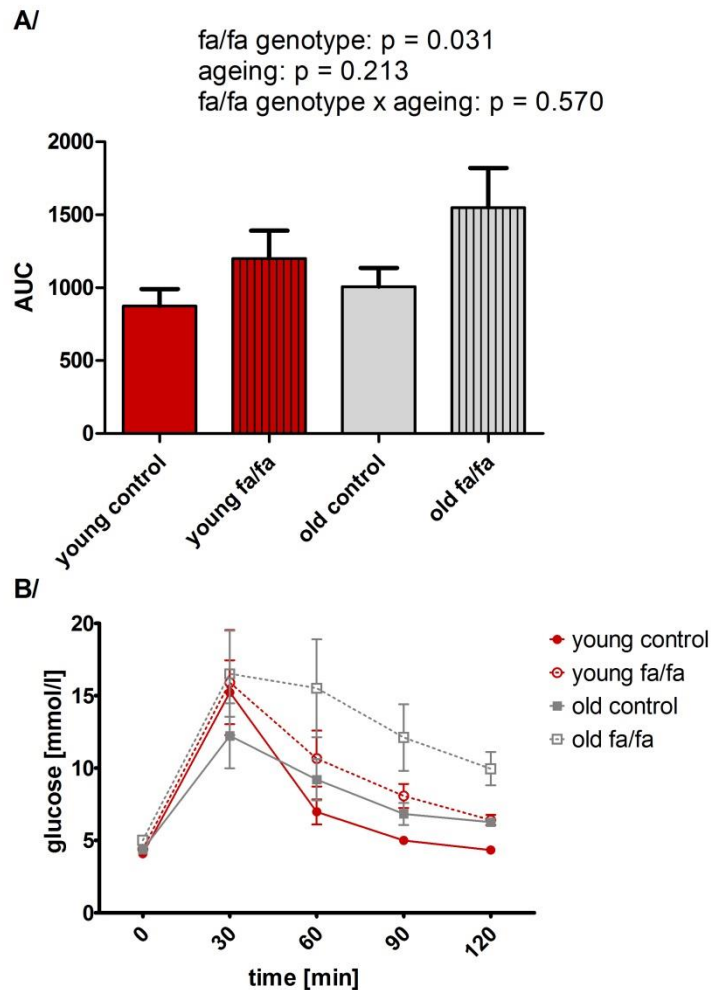 A/
fa/fa genotype: p = 0.031
ageing: p = 0.213
fa/fa genotype x ageing: p = 0.570
2000
1500
1000
500
0
AUC
young control
young fa/fa
old control
old fa/fa
B/
20
15
10
5
0
glucose [mmol/l]
0
30
60
90
120
time [min]
young control
young fa/fa
old control
old fa/fa